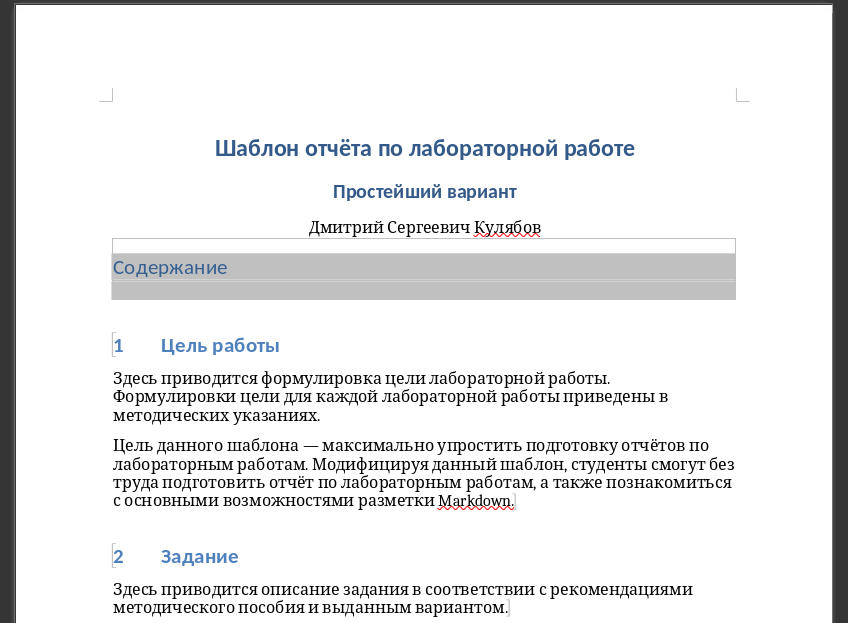 Шаблон отчёта по лабораторной работе
Простейший вариант
Дмитрий Сергеевич Кулябов
Содержание
1 Цель работы
Здесь приводится формулировка цели лабораторной работы.
Формулировки цели для каждой лабораторной работы приведены в
методических указаниях.
Цель данного шаблона — максимально упростить подготовку отчётов по
лабораторным работам. Модифицируя данный шаблон, студенты смогут без
труда подготовить отчёт по лабораторным работам, а также познакомиться
с основными возможностями разметки Markdown.
2 Задание
Здесь приводится описание задания в соответствии с рекомендациями
методического пособия и выданным вариантом.